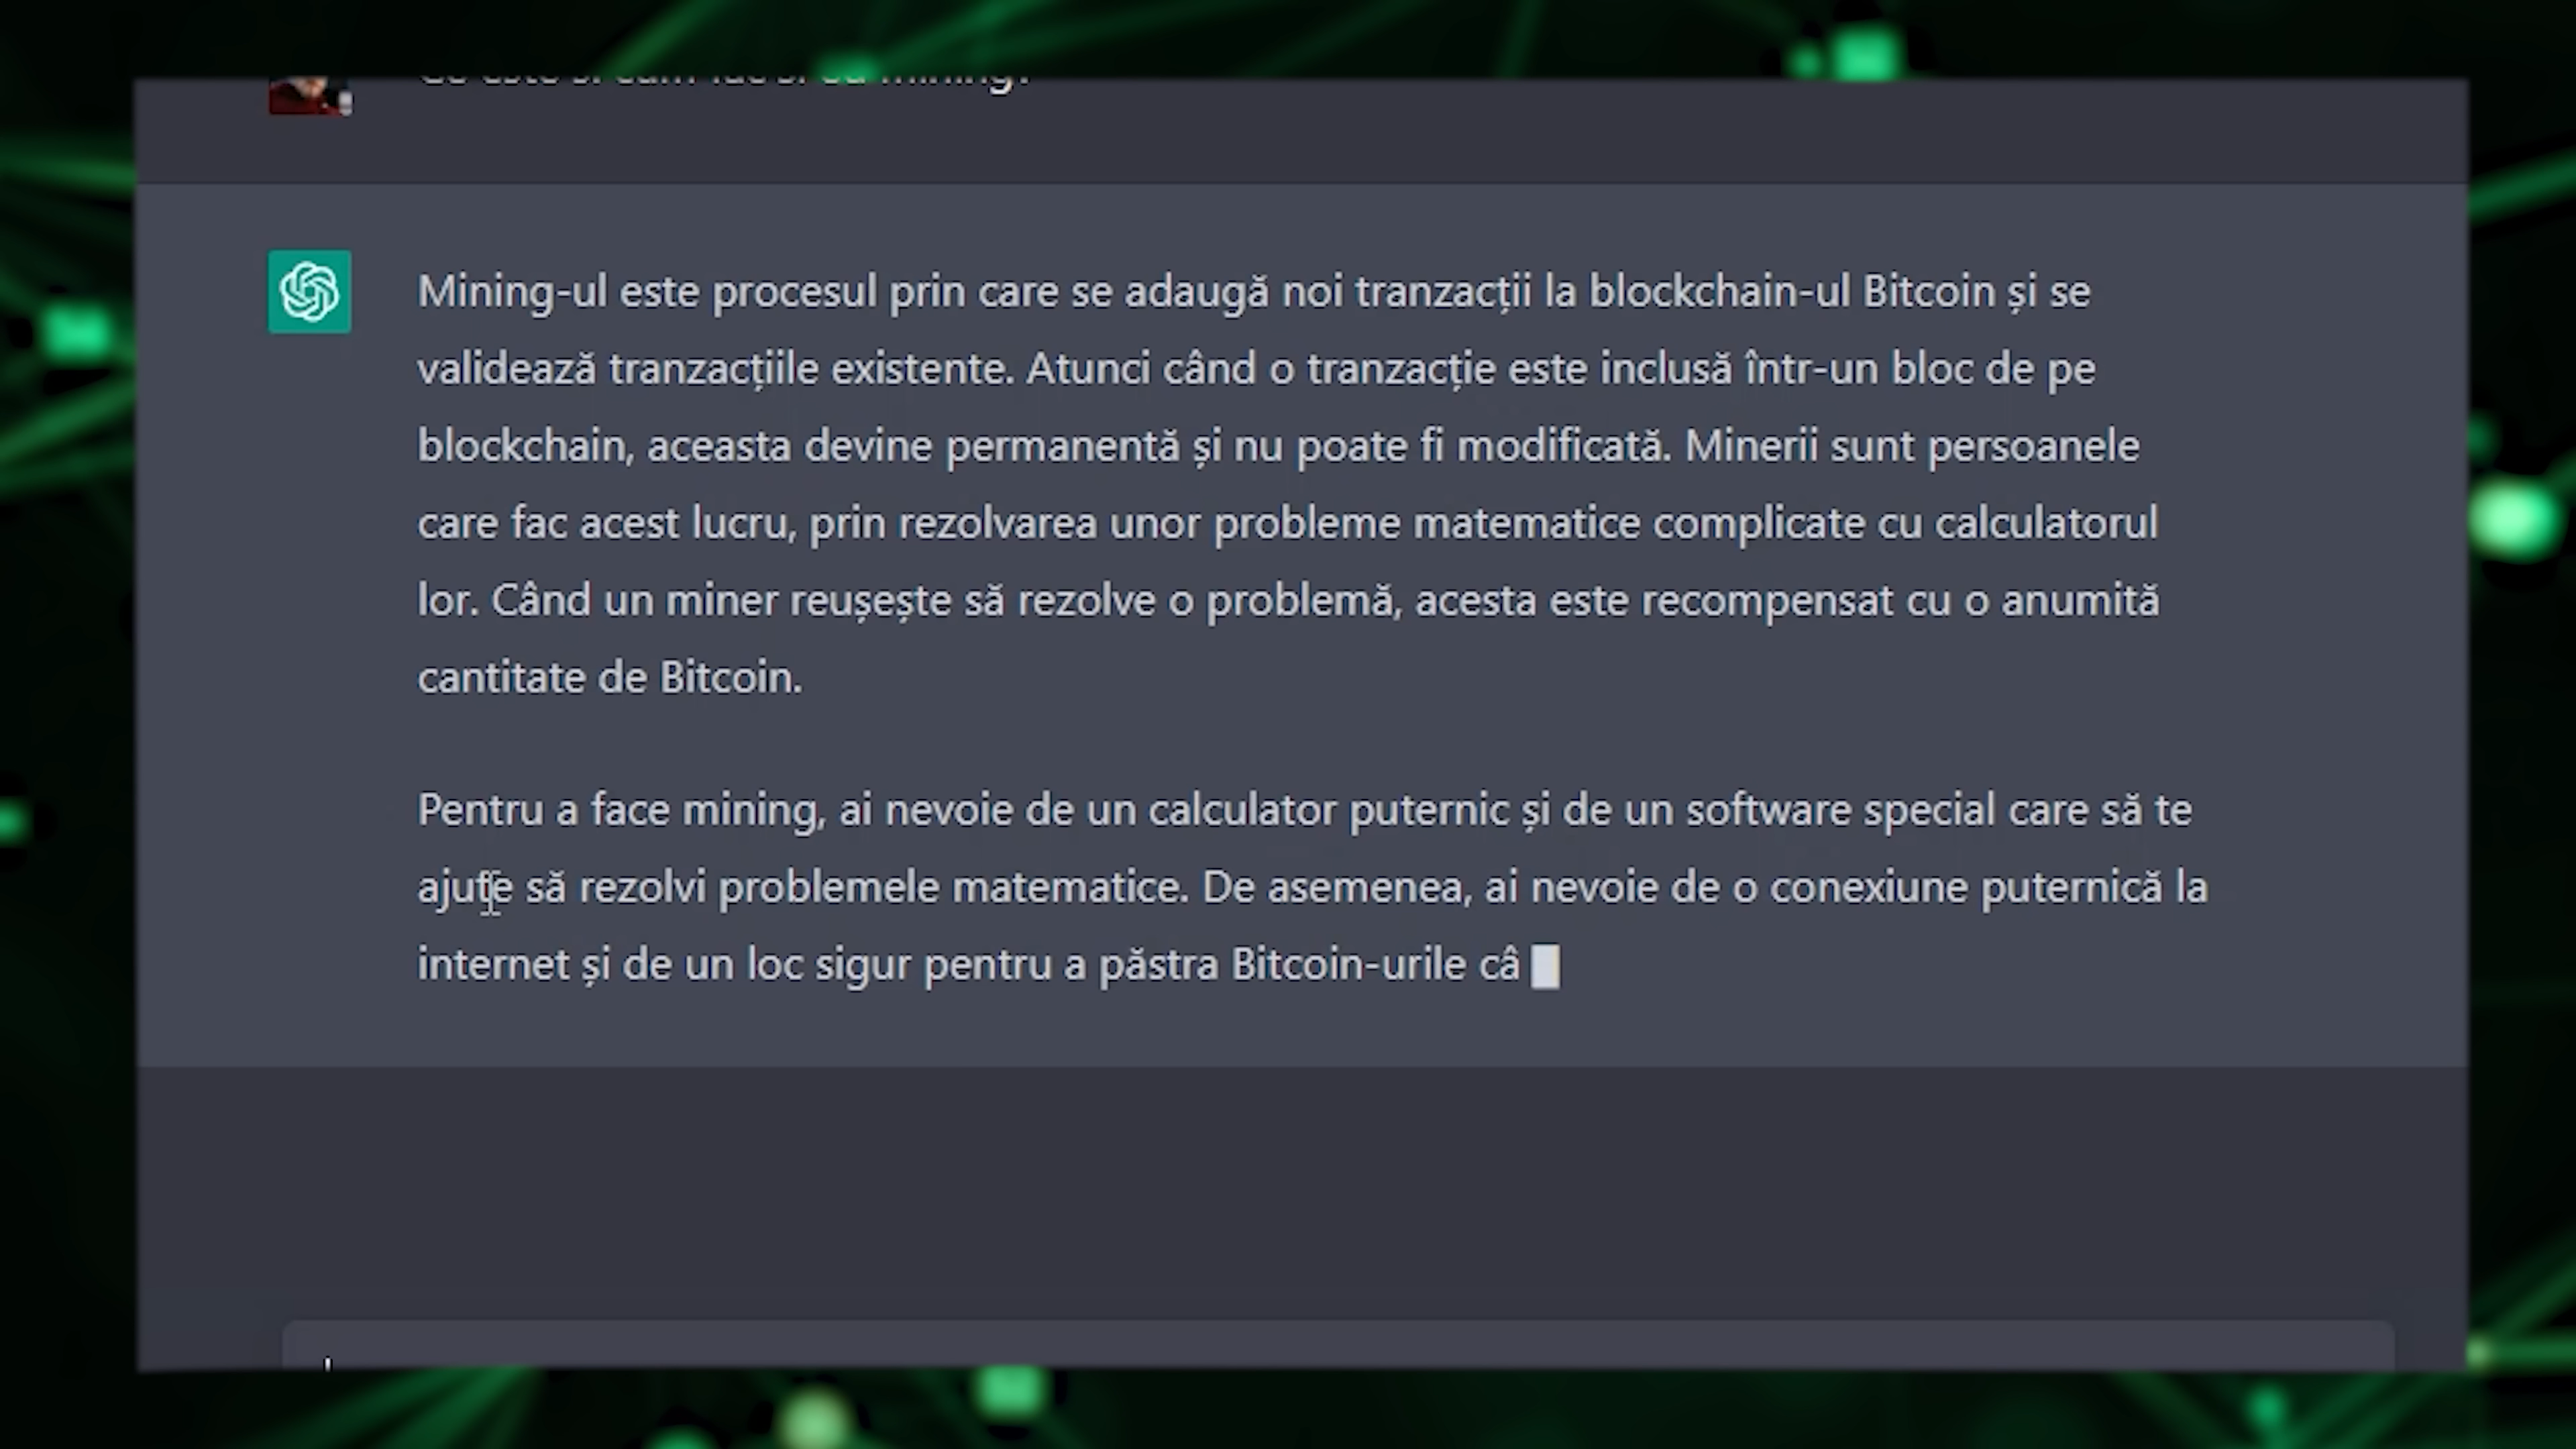 mining?
Mining-ul este procesul prin care se adaugă noi tranzacții la blockchain-ul Bitcoin și se
validează tranzacțiile existente. Atunci când o tranzacție este inclusă într-un bloc de pe
blockchain, aceasta devine permanentă și nu poate fi modificată. Minerii sunt persoanele
care fac acest lucru, prin rezolvarea unor probleme matematice complicate cu calculatorul
lor. Când un miner reușește să rezolve o problemă, acesta este recompensat cu o anumită
cantitate de Bitcoin.
Pentru a face mining, ai nevoie de un calculator puternic și de un software special care să te
ajute să rezolvi problemele matematice. De asemenea, ai nevoie de o conexiune puternică la
internet și de un loc sigur pentru a păstra Bitcoin-urile câ